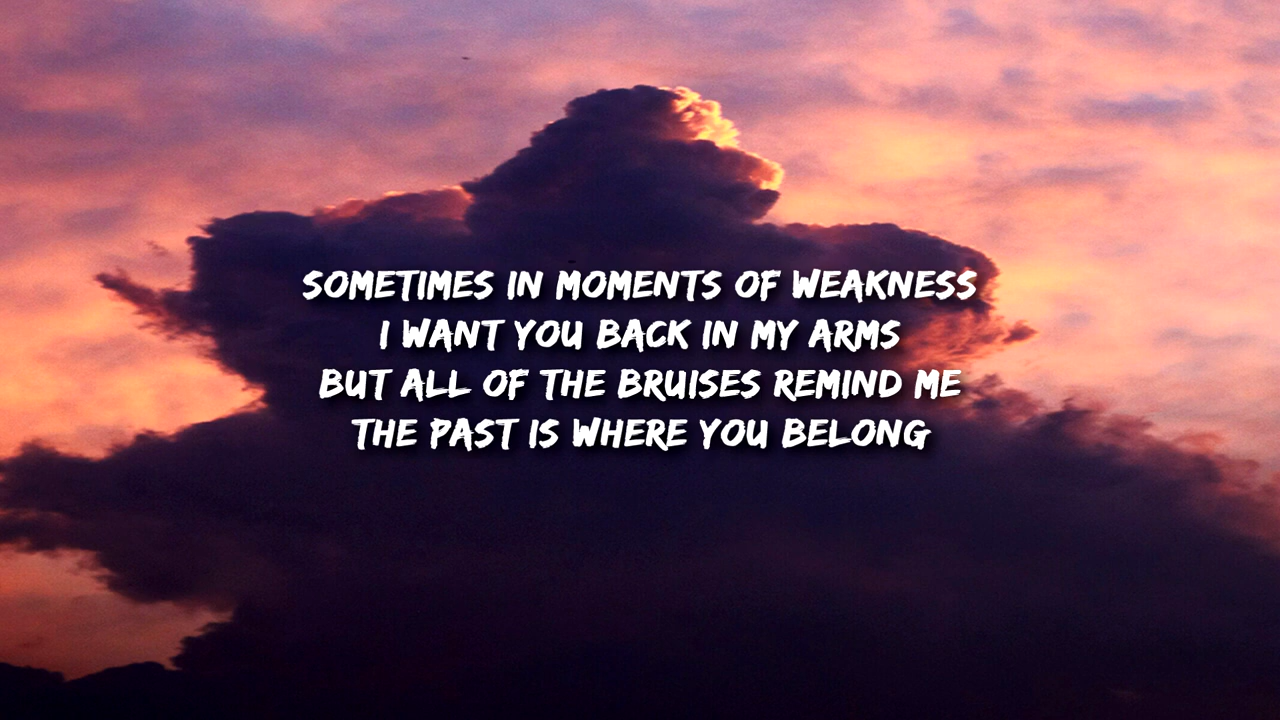 SOMETIMES IN MOMENTS OF WEAKNESS
I WANT YOU BACK IN MY ARMS
BUT ALL OF THE BRUISES REMIND ME
THE PAST IS WHERE YOU BELONG